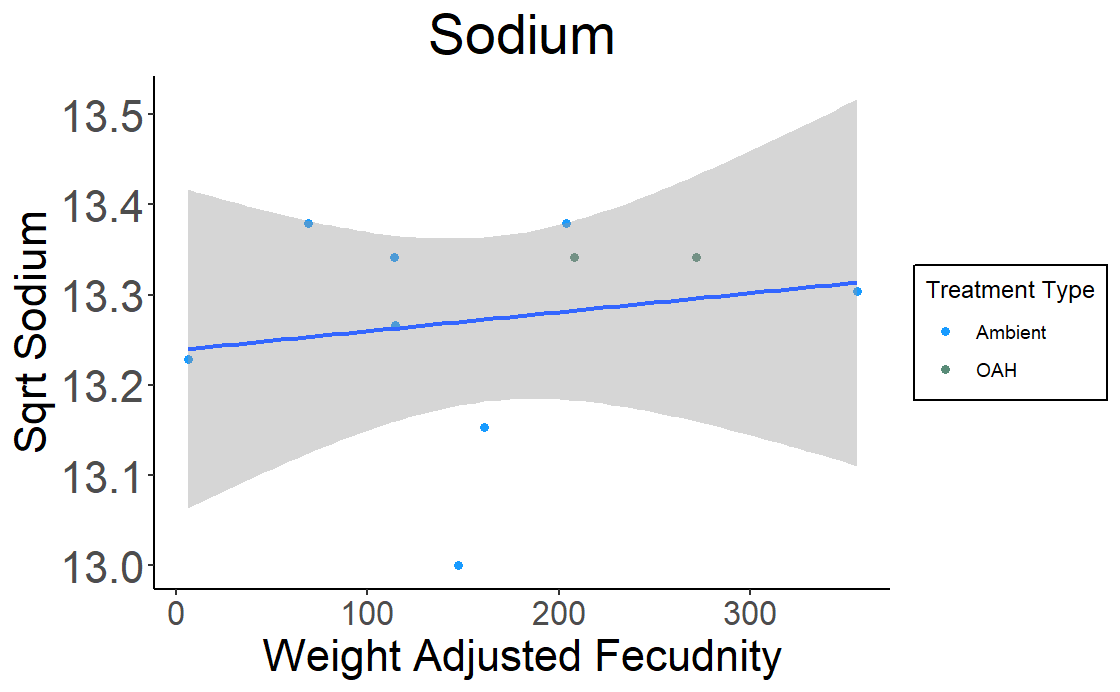 Sodium
Sqrt Sodium
13.5
13.4
13.3
13.2
13.1
13.0
0 100 200 300
Weight Adjusted Fecudnity
Treatment Type
Ambient
OAH